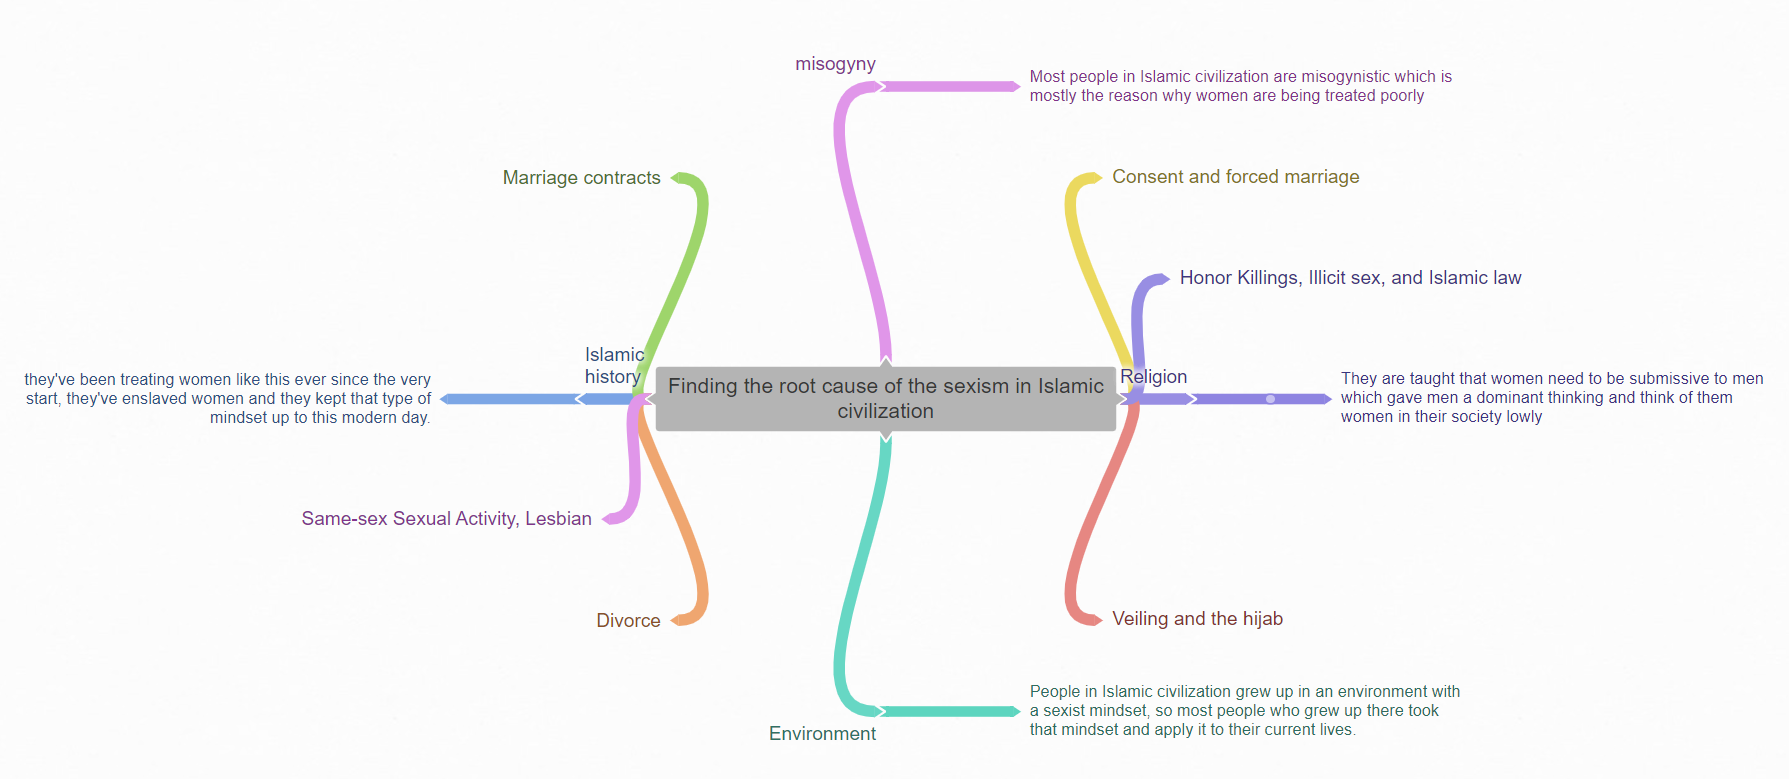 misogyny
Most people in Islamic civilization are misogynistic which is
mostly the reason why women are being treated poorly
Marriage contracts
Consent and forced marriage
Honor Killings, Illicit sex, and Islamic law
Islamic
history
they've been treating women like this ever since the very
start, they've enslaved women and they kept that type of
mindset up to this modern day.
Finding the root cause of the sexism in Islamic
civilization
Religion
They are taught that women need to be submissive to men
which gave men a dominant thinking and think of them
women in their society lowly
Same-sex Sexual Activity, Lesbian
Divorce
Veiling and the hijab
Environment
People in Islamic civilization grew up in an environment with
a sexist mindset, so most people who grew up there took
that mindset and apply it to their current lives.